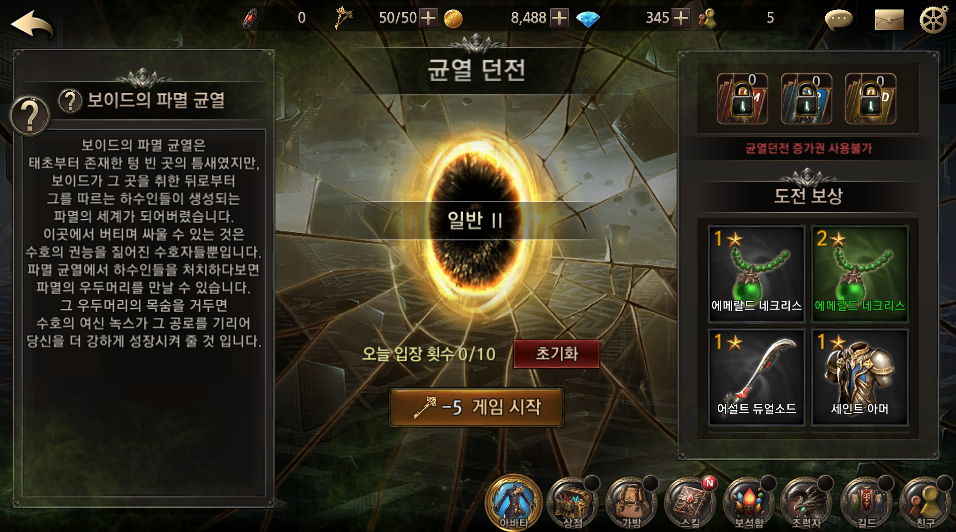 0
50/50
8,488
345
5
균열 던전
보이드의 파멸 균열
보이드의 파멸 균열은
태초부터 존재한 텅 빈 곳의 틈새였지만,
보이드가 그 곳을 취한 뒤로부터
그를 따르는 하수인들이 생성되는
파멸의 세계가 되어버렸습니다.
이곳에서 버티며 싸울 수 있는 것은
수호의 권능을 짊어진 수호자들뿐입니다.
파멸 균열에서 하수인들을 처치하다보면
파멸의 우두머리를 만날 수 있습니다.
그 우두머리의 목숨을 거두면
수호의 여신 녹스가 그 공로를 기리어
당신을 더 강하게 성장시켜 줄 것 입니다.
일반 II
오늘 입장 횟수 0/10
초기화
-5 게임 시작
0 0 0
균열던전 증가권 사용불가
도전 보상
1
에메랄드 네크리스
2
에메랄드 네크리스
1
어설트 듀얼소드
1
세인트 아머
N
아바타
상점
가방
스킬
보석함
조력자
길드
친구